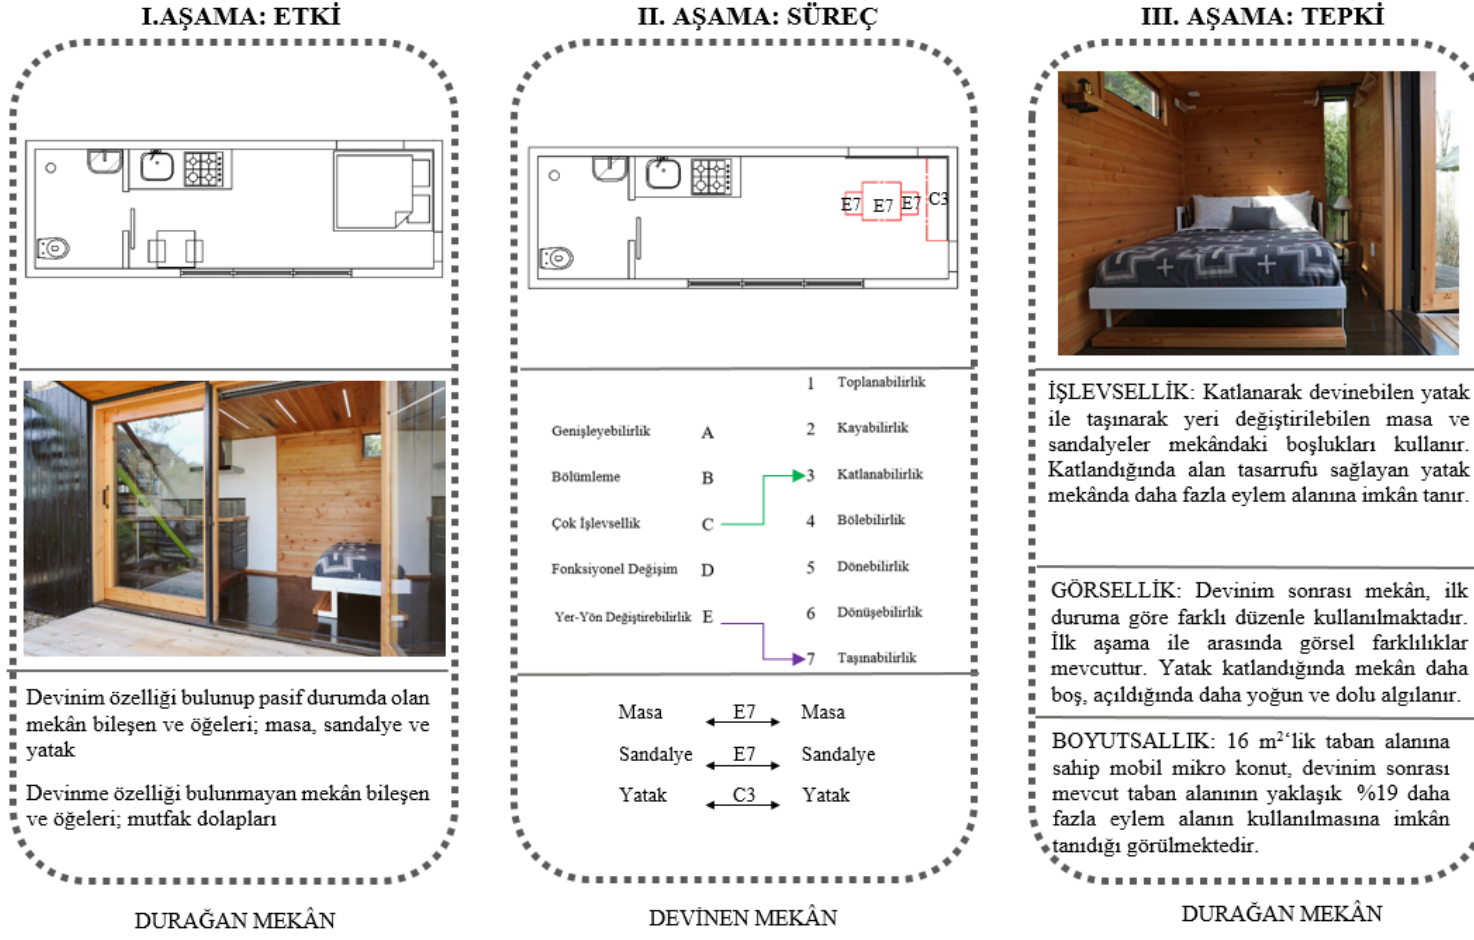 I.AŞAMA: ETKİ
Devinim özelliği bulunup pasif durumda olan
mekân bileşen ve öğeleri; masa, sandalye ve
yatak
Devinme özelliği bulunmayan mekân bileşen
ve öğeleri; mutfak dolapları
DURAĞAN MEKÂN
II. AŞAMA: SÜREÇ
E7 E7 E7 C3
1 Toplanabilirlik
Genişleyebilirlik A 2 Kayabilirlik
Bölümleme B 3 Katlanabilirlik
Çok İşlevsellik C 4 Bölebilirlik
Fonksiyonel Değişim D 5 Dönebilirlik
Yer-Yön Değiştirebilirlik E 6 Dönüşebilirlik
7 Taşınabilirlik
Masa E7 Masa
Sandalye E7 Sandalye
Yatak C3 Yatak
DEVİNEN MEKÂN
III. AŞAMA: TEPKİ
İŞLEVSELLİK: Katlanarak devinebilen yatak
ile taşınarak yeri değiştirilebilen masa ve
sandalyeler mekândaki boşlukları kullanır.
Katlandığında alan tasarrufu sağlayan yatak
mekânda daha fazla eylem alanına imkân tanır.
GÖRSELLİK: Devinim sonrası mekân, ilk
duruma göre farklı düzenle kullanılmaktadır.
İlk aşama ile arasında görsel farklılıklar
mevcuttur. Yatak katlandığında mekân daha
boş, açıldığında daha yoğun ve dolu algılanır.
BOYUTSALLIK: 16 m²‘lik taban alanına
sahip mobil mikro konut, devinim sonrası
mevcut taban alanının yaklaşık %19 daha
fazla eylem alanın kullanılmasına imkân
tanıdığı görülmektedir.
DURAĞAN MEKÂN